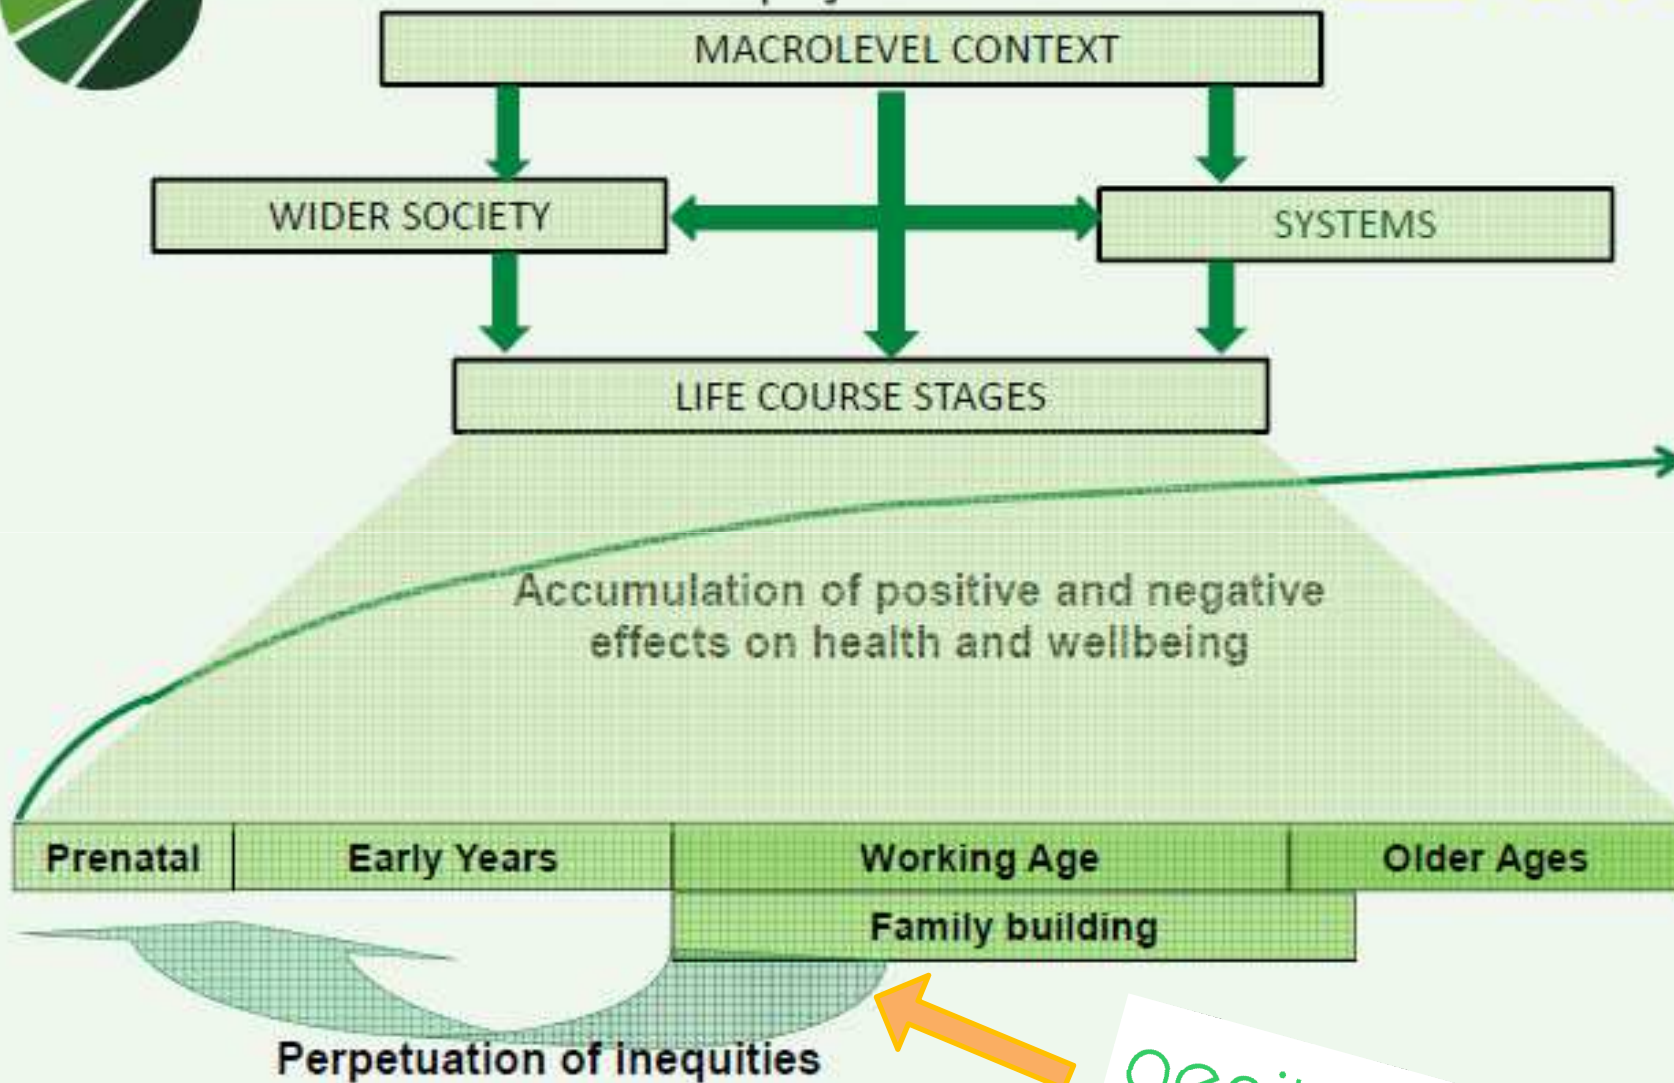 MACROLEVEL CONTEXT
WIDER SOCIETY
SYSTEMS
LIFE COURSE STAGES
Accumulation of positive and negative
effects on health and wellbeing
Prenatal
Early Years
Working Age
Older Ages
Family building
Perpetuation of inequities